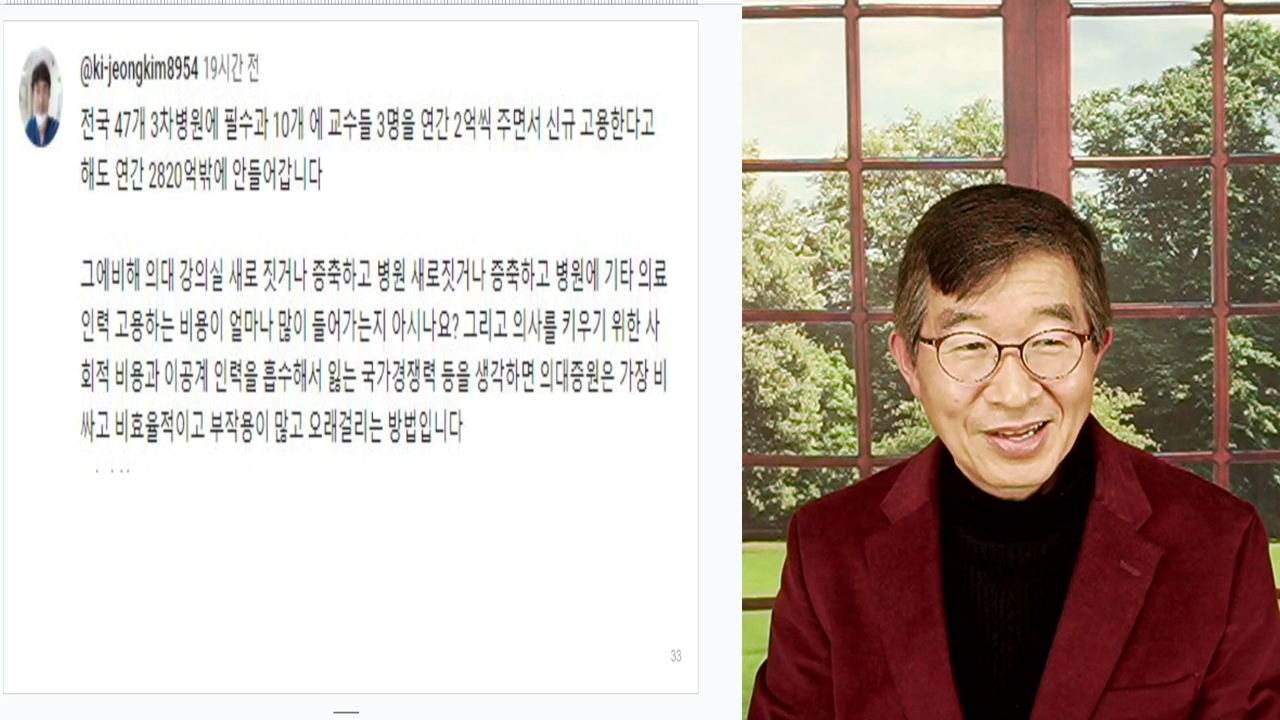 @ki-jeongkim8954 19시간 전
전국 47개 3차병원에 필수과 10개 에 교수들 3명을 연간 2억씩 주면서 신규 고용한다고
해도 연간 2820억밖에 안들어갑니다
그에비해 의대 강의실 새로 짓거나 증축하고 병원 새로짓거나 증축하고 병원에 기타 의료
인력 고용하는 비용이 얼마나 많이 들어가는지 아시나요? 그리고 의사를 키우기 위한 사
회적 비용과 이공계 인력을 흡수해서 잃는 국가경쟁력 등을 생각하면 의대증원은 가장 비
싸고 비효율적이고 부작용이 많고 오래걸리는 방법입니다
33